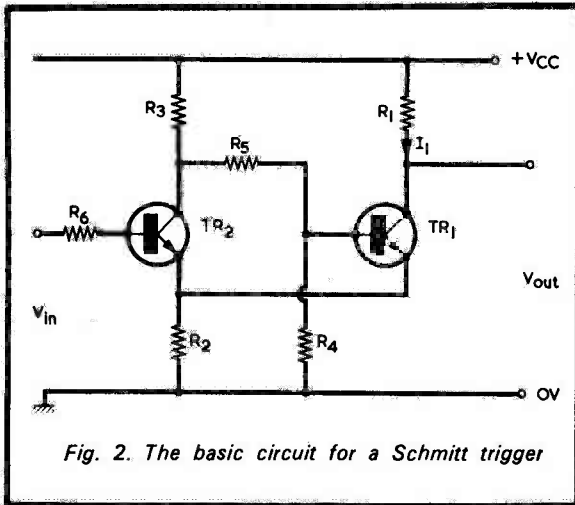 +VCC
R3
R1
I1
R5
R6
TR2
TR1
Vout
Vin
R2
R4
OV
Fig. 2. The basic circuit for a Schmitt trigger